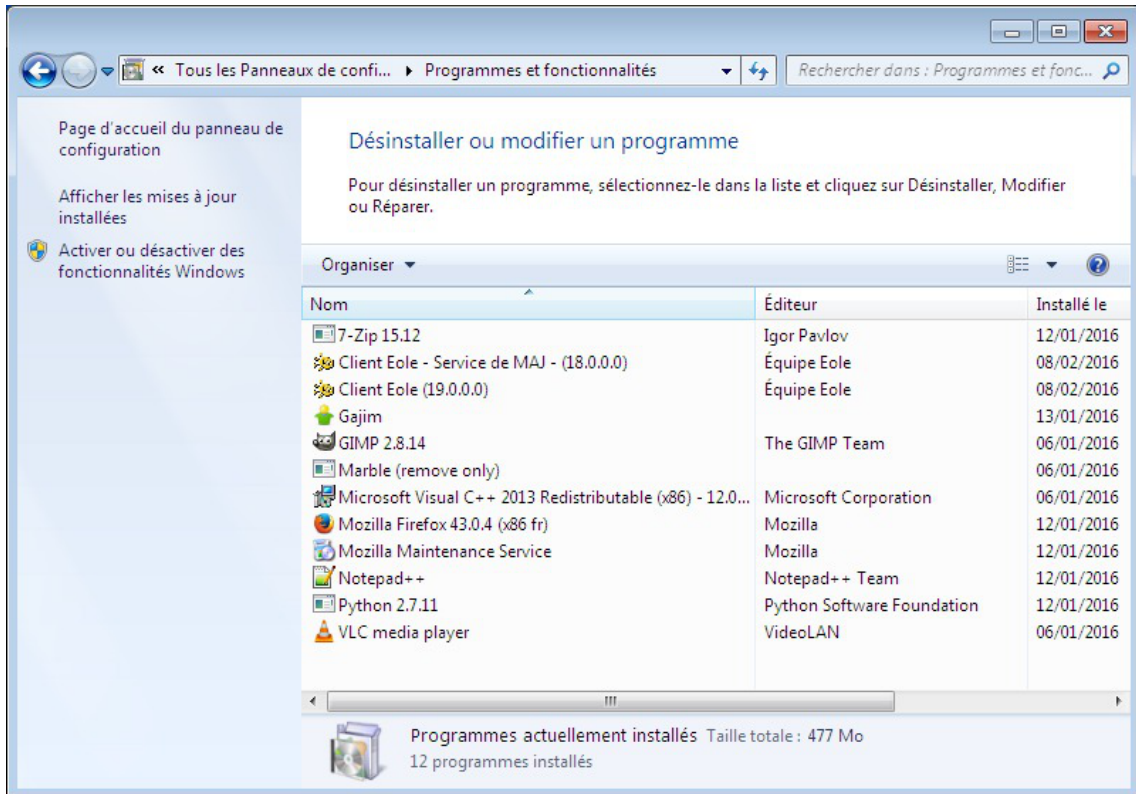 « Tous les Panneaux de confi... ▸ Programmes et fonctionnalités
Rechercher dans : Programmes et fonc...
Page d'accueil du panneau de
configuration
Afficher les mises à jour
installées
Activer ou désactiver des
fonctionnalités Windows
Désinstaller ou modifier un programme
Pour désinstaller un programme, sélectionnez-le dans la liste et cliquez sur Désinstaller, Modifier
ou Réparer.
Organiser
Nom Éditeur Installé le
7-Zip 15.12 Igor Pavlov 12/01/2016
Client Eole - Service de MAJ - (18.0.0.0) Équipe Eole 08/02/2016
Client Eole (19.0.0.0) Équipe Eole 08/02/2016
Gajim 13/01/2016
GIMP 2.8.14 The GIMP Team 06/01/2016
Marble (remove only) 06/01/2016
Microsoft Visual C++ 2013 Redistributable (x86) - 12.0... Microsoft Corporation 06/01/2016
Mozilla Firefox 43.0.4 (x86 fr) Mozilla 12/01/2016
Mozilla Maintenance Service Mozilla 12/01/2016
Notepad++ Notepad++ Team 12/01/2016
Python 2.7.11 Python Software Foundation 12/01/2016
VLC media player VideoLAN 06/01/2016
Programmes actuellement installés Taille totale : 477 Mo
12 programmes installés